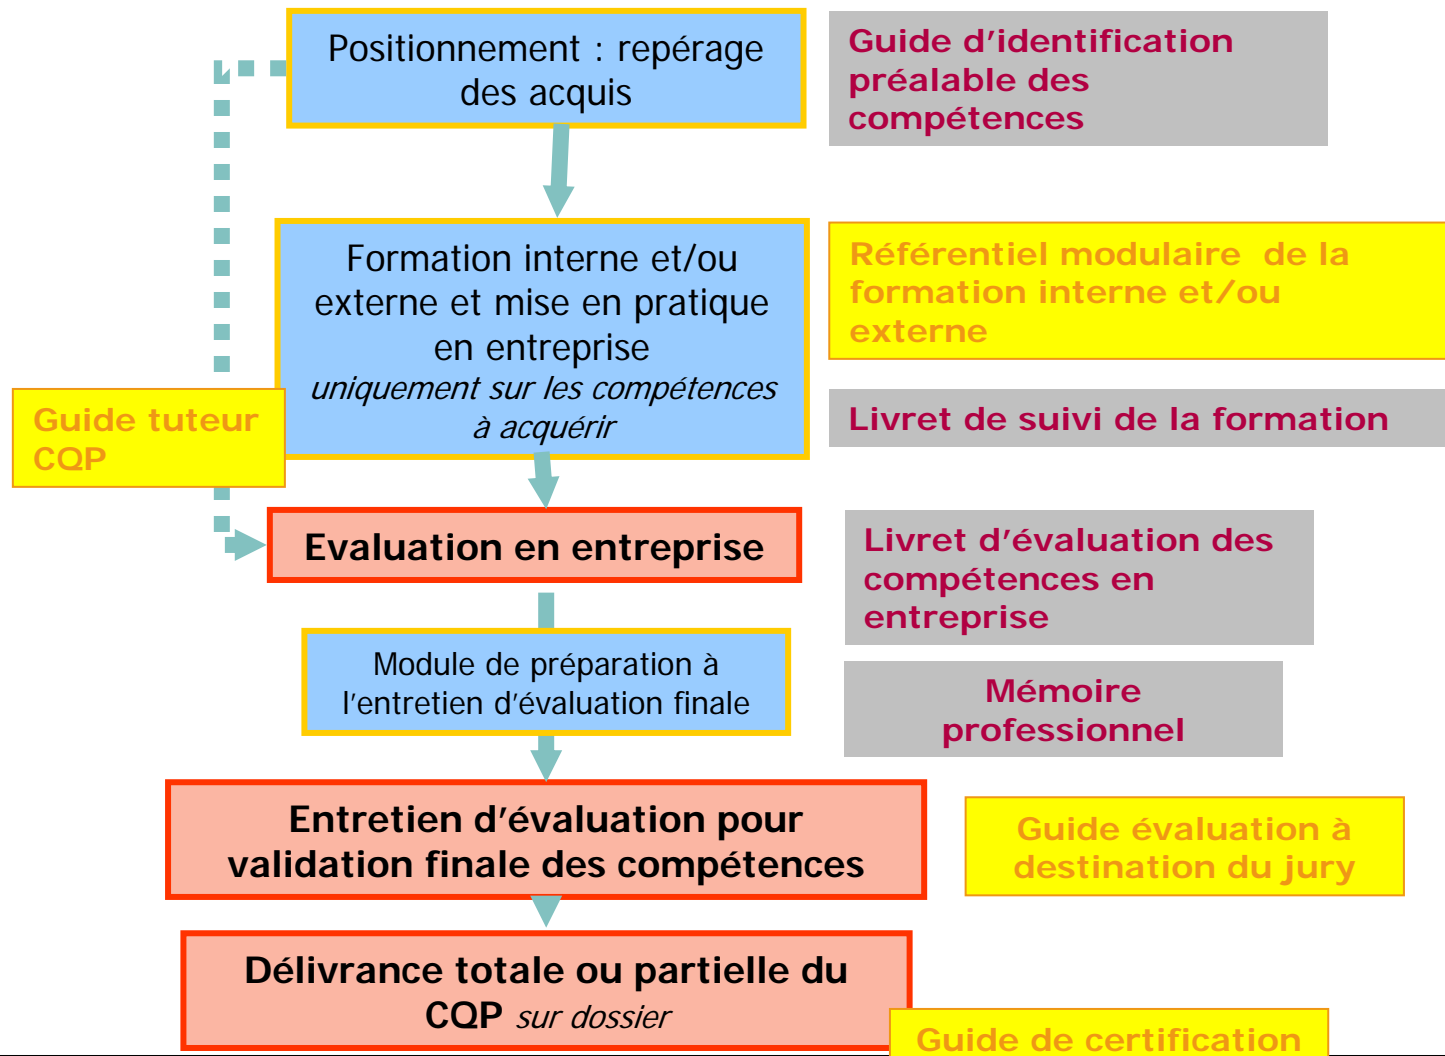 Positionnement : repérage
des acquis
Guide d’identification
préalable des
compétences
Formation interne et/ou
externe et mise en pratique
en entreprise
uniquement sur les compétences
à acquérir
Référentiel modulaire de la
formation interne et/ou
externe
Livret de suivi de la formation
Guide tuteur
CQP
Evaluation en entreprise
Livret d’évaluation des
compétences en
entreprise
Module de préparation à
l’entretien d’évaluation finale
Mémoire
professionnel
Entretien d’évaluation pour
validation finale des compétences
Guide évaluation à
destination du jury
Délivrance totale ou partielle du
CQP sur dossier
Guide de certification